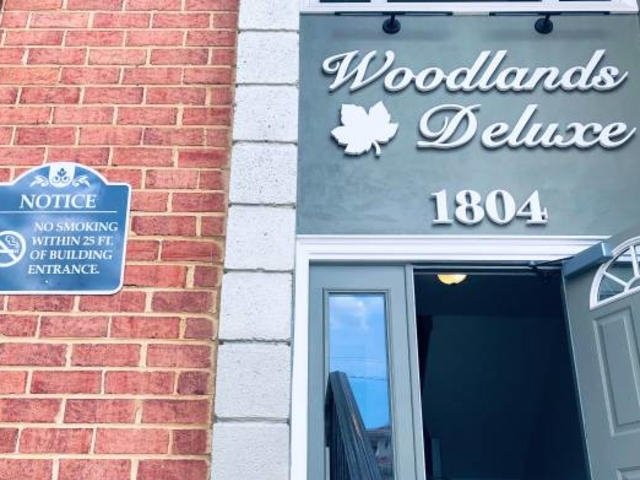 Woodlands
Deluxe
1804
NOTICE
NO SMOKING
WITHIN 25 FT.
OF BUILDING
ENTRANCE.